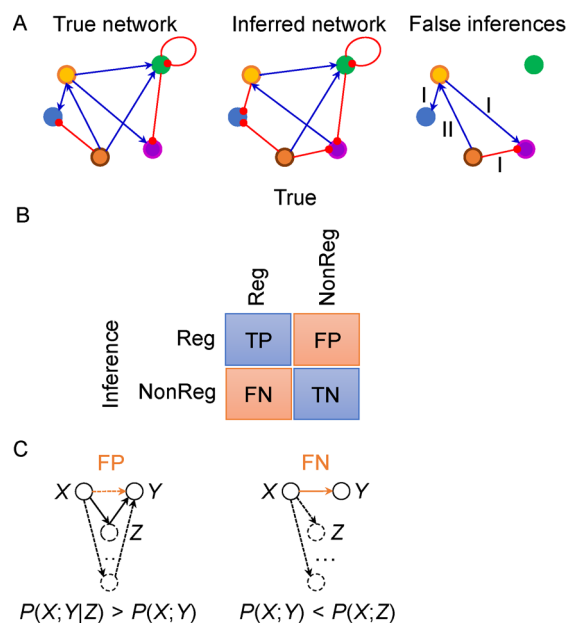 A
True network
Inferred network
False inferences
I
I
II
I
B
True
Reg
NonReg
Inference
Reg
TP
FP
NonReg
FN
TN
C
FP
X
Y
Z
...
P(X;Y|Z) > P(X;Y)
FN
X
Y
Z
...
P(X;Y) < P(X;Z)